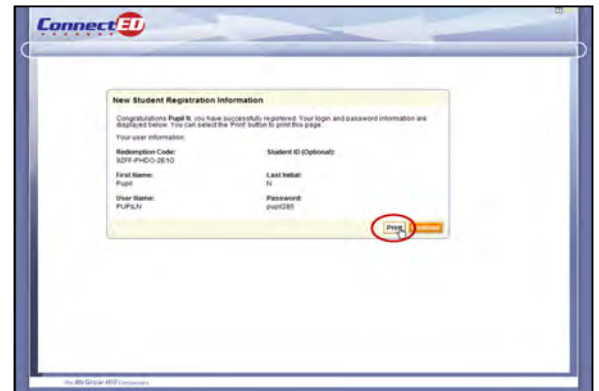 ConnectED
New Student Registration Information
Congratulations Pupil N, you have successfully registered. Your login and password information are
displayed below. You can select the 'Print' button to print this page.
Your user information:
Redemption Code: Student ID (Optional):
First Name: Last Initial:
Pupil N
User Name: Password:
PUPILN pupil285
Print
The McGraw-Hill Companies